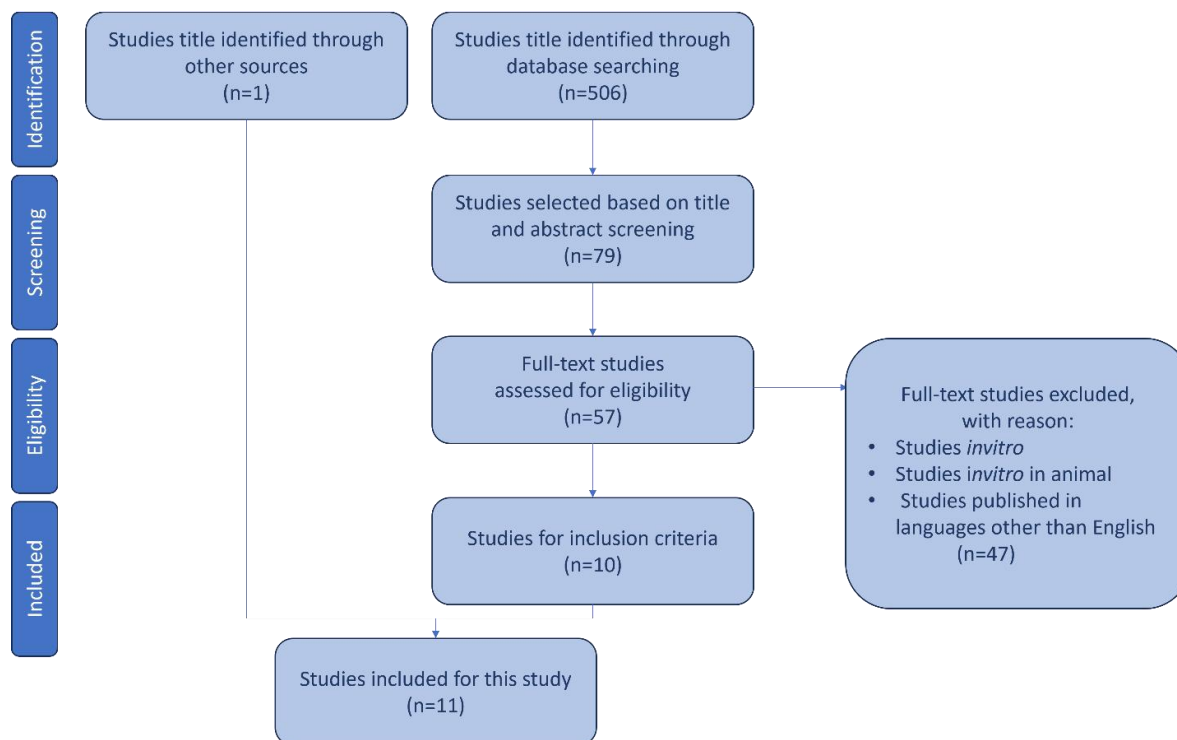 Identification
Studies title identified through
other sources
(n=1)
Studies title identified through
database searching
(n=506)
Screening
Studies selected based on title
and abstract screening
(n=79)
Eligibility
Full-text studies
assessed for eligibility
(n=57)
Full-text studies excluded,
with reason:
• Studies invitro
• Studies invitro in animal
• Studies published in
languages other than English
(n=47)
Included
Studies for inclusion criteria
(n=10)
Studies included for this study
(n=11)